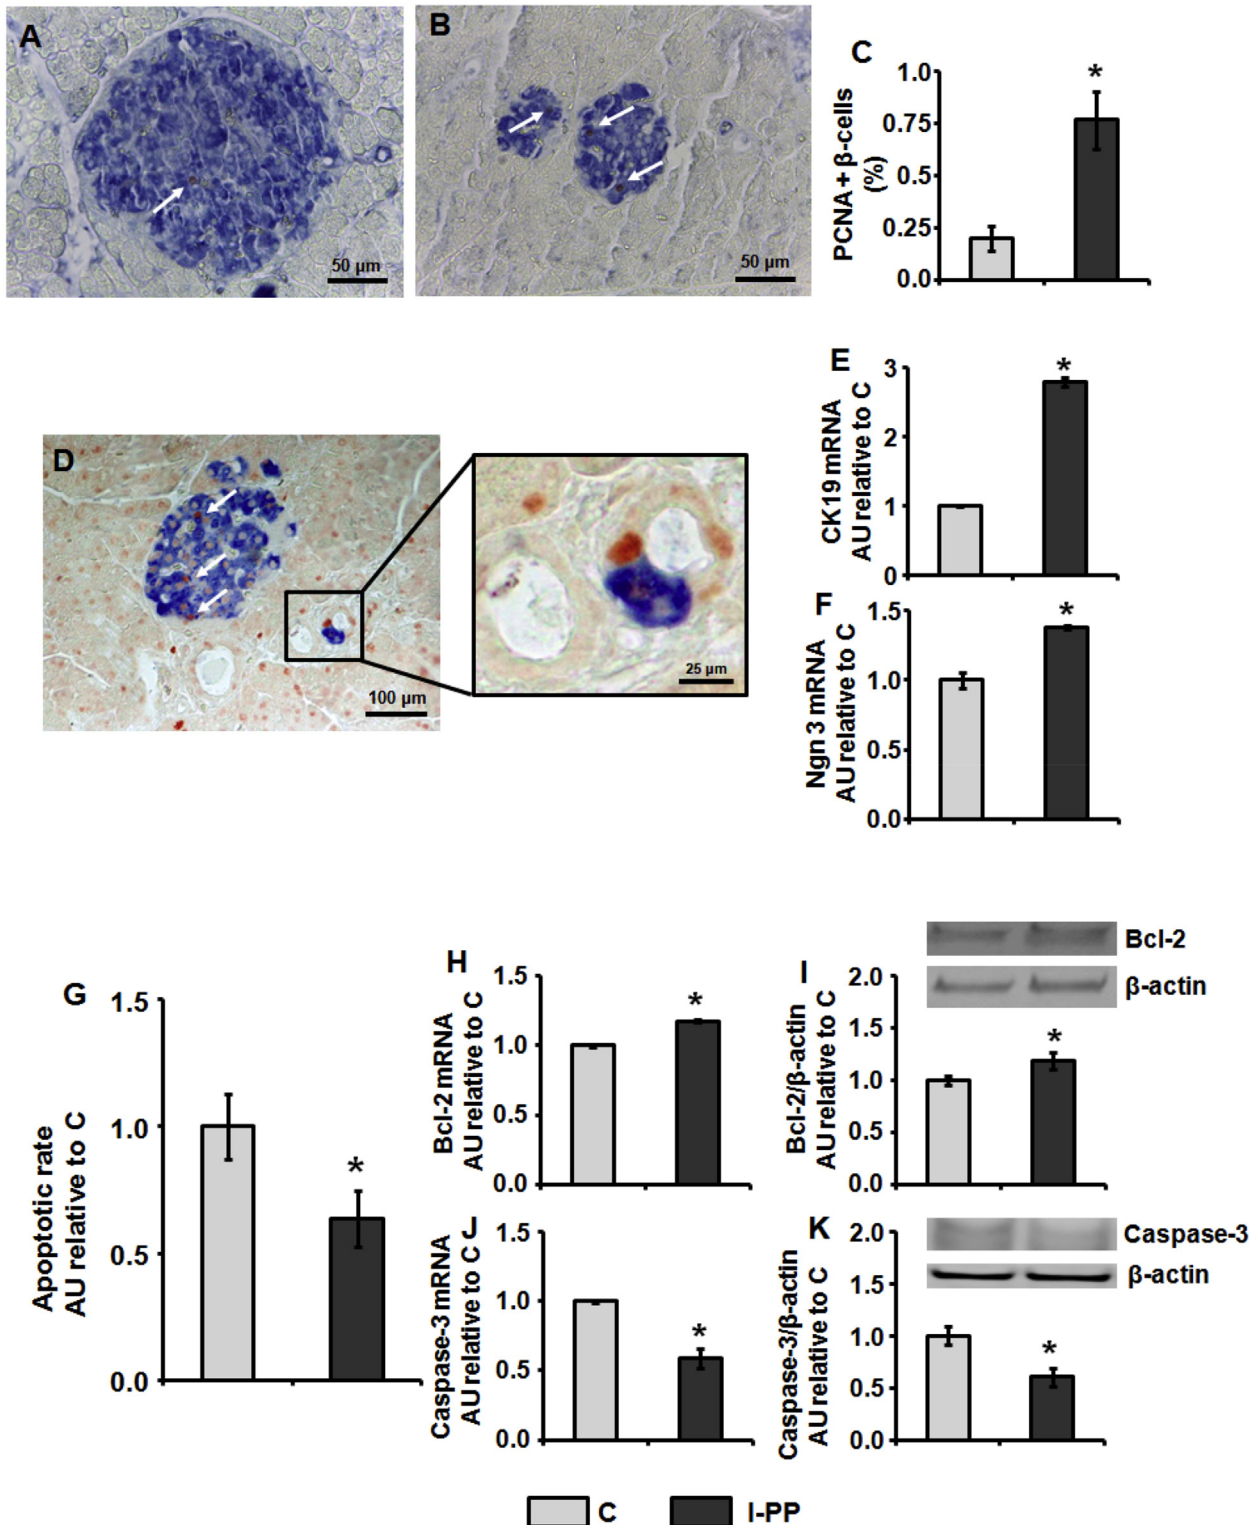 A
50 µm
B
50 µm
C
PCNA + β-cells
(%)
1.0
0.75
0.5
0.25
0.0
*
D
100 µm
25 µm
E
CK19 mRNA
AU relative to C
3
2
1
0
*
F
Ngn 3 mRNA
AU relative to C
1.5
1.0
0.5
0.0
*
G
Apoptotic rate
AU relative to C
1.5
1.0
0.5
0.0
*
H
Bcl-2 mRNA
AU relative to C
1.5
1.0
0.5
0.0
*
I
Bcl-2
β-actin
Bcl-2/β-actin
AU relative to C
2.0
1.5
1.0
0.5
0.0
*
J
Caspase-3 mRNA
AU relative to C
1.5
1.0
0.5
0.0
*
K
Caspase-3
β-actin
Caspase-3/β-actin
AU relative to C
2.0
1.5
1.0
0.5
0.0
*
C
I-PP